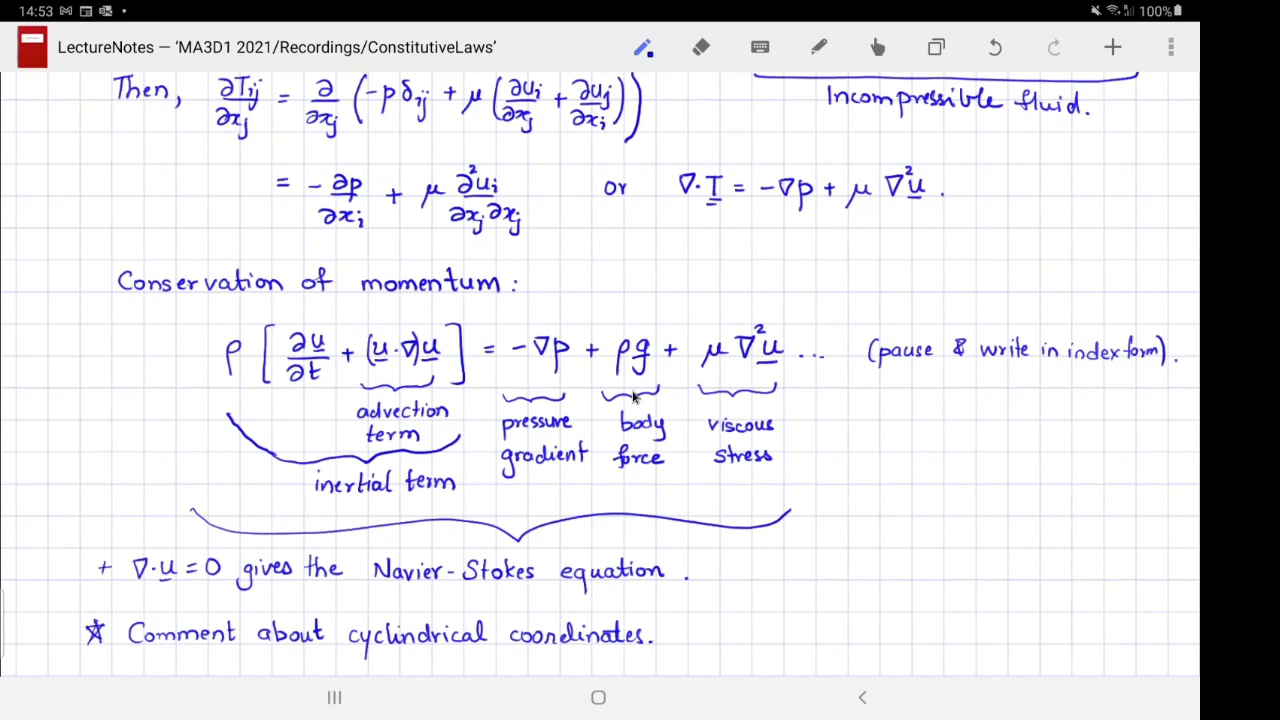 14:53
100%
LectureNotes — ‘MA3D1 2021/Recordings/ConstitutiveLaws’
Then, ∂Tij/∂xj = ∂/∂xj (-pδij + μ(∂ui/∂xj + ∂uj/∂xi))
Incompressible fluid.
= -∂p/∂xi + μ ∂²ui/∂xj∂xj or ∇·T = -∇p + μ∇²u.
Conservation of momentum:
ρ[∂u/∂t + (u·∇)u] = -∇p + ρg + μ∇²u ... (pause & write in index form).
advection term
inertial term
pressure gradient
body force
viscous stress
+ ∇·u = 0 gives the Navier-Stokes equation.
☆ Comment about cyclindrical coordinates.